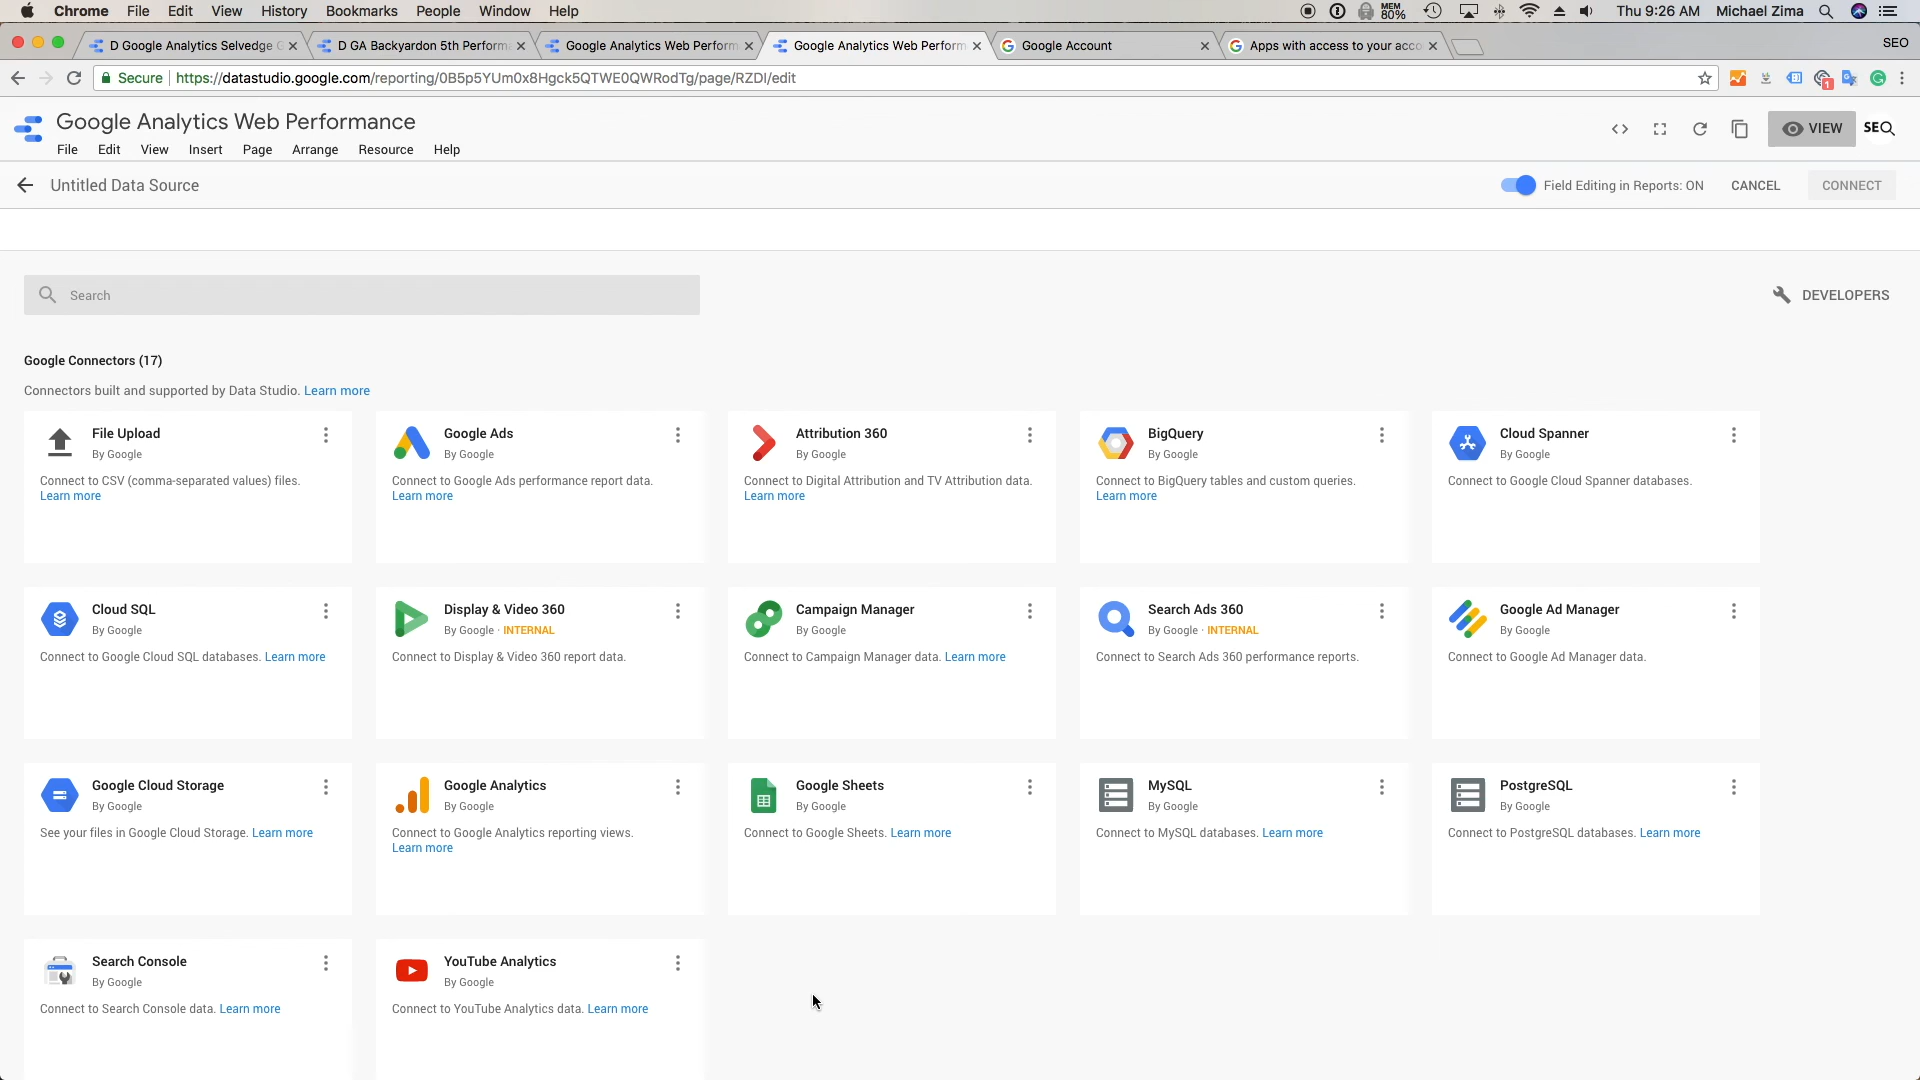 Chrome File Edit View History Bookmarks People Window Help MEM 80% Thu 9:26 AM Michael Zima
D Google Analytics Selvedge D GA Backyardon 5th Perform Google Analytics Web Perform Google Analytics Web Perform Google Account Apps with access to your acco SEO
Secure https://datastudio.google.com/reporting/0B5p5YUm0x8Hgck5QTWE0QWRodTg/page/RZDI/edit 1
Google Analytics Web Performance
VIEW SEO
File Edit View Insert Page Arrange Resource Help
Untitled Data Source Field Editing in Reports: ON CANCEL CONNECT
Search DEVELOPERS
Google Connectors (17)
Connectors built and supported by Data Studio. Learn more
File Upload Google Ads Attribution 360 BigQuery Cloud Spanner
By Google By Google By Google By Google By Google
Connect to CSV (comma-separated values) files. Connect to Google Ads performance report data. Connect to Digital Attribution and TV Attribution data. Connect to BigQuery tables and custom queries. Connect to Google Cloud Spanner databases.
Learn more Learn more Learn more Learn more
Cloud SQL Display & Video 360 Campaign Manager Search Ads 360 Google Ad Manager
By Google By Google · INTERNAL By Google By Google · INTERNAL By Google
Connect to Google Cloud SQL databases. Learn more Connect to Display & Video 360 report data. Connect to Campaign Manager data. Learn more Connect to Search Ads 360 performance reports. Connect to Google Ad Manager data.
Google Cloud Storage Google Analytics Google Sheets MySQL PostgreSQL
By Google By Google By Google By Google By Google
See your files in Google Cloud Storage. Learn more Connect to Google Analytics reporting views. Connect to Google Sheets. Learn more Connect to MySQL databases. Learn more Connect to PostgreSQL databases. Learn more
Learn more
Search Console YouTube Analytics
By Google By Google
Connect to Search Console data. Learn more Connect to YouTube Analytics data. Learn more